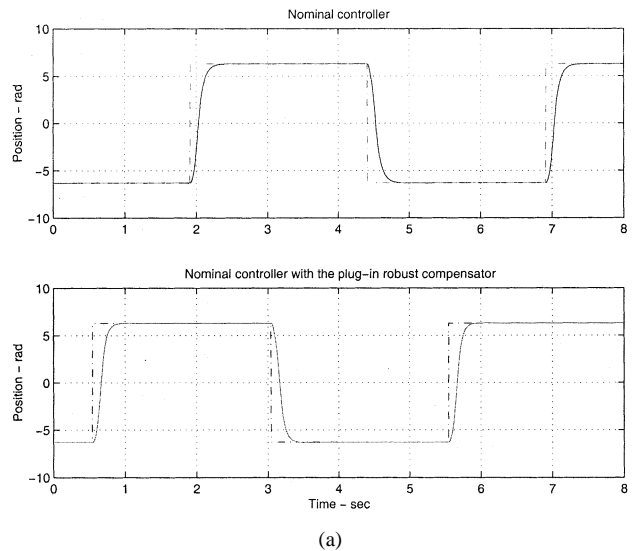 Nominal controller
10
5
0
−5
−10
Position − rad
0 1 2 3 4 5 6 7 8
Nominal controller with the plug−in robust compensator
10
5
0
−5
−10
Position − rad
0 1 2 3 4 5 6 7 8
Time − sec
(a)